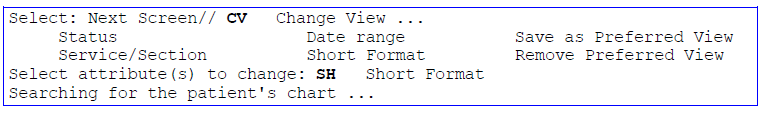 Select: Next Screen// CV   Change View ...
     Status                   Date range                Save as Preferred View
     Service/Section          Short Format              Remove Preferred View
Select attribute(s) to change: SH   Short Format
Searching for the patient's chart ...